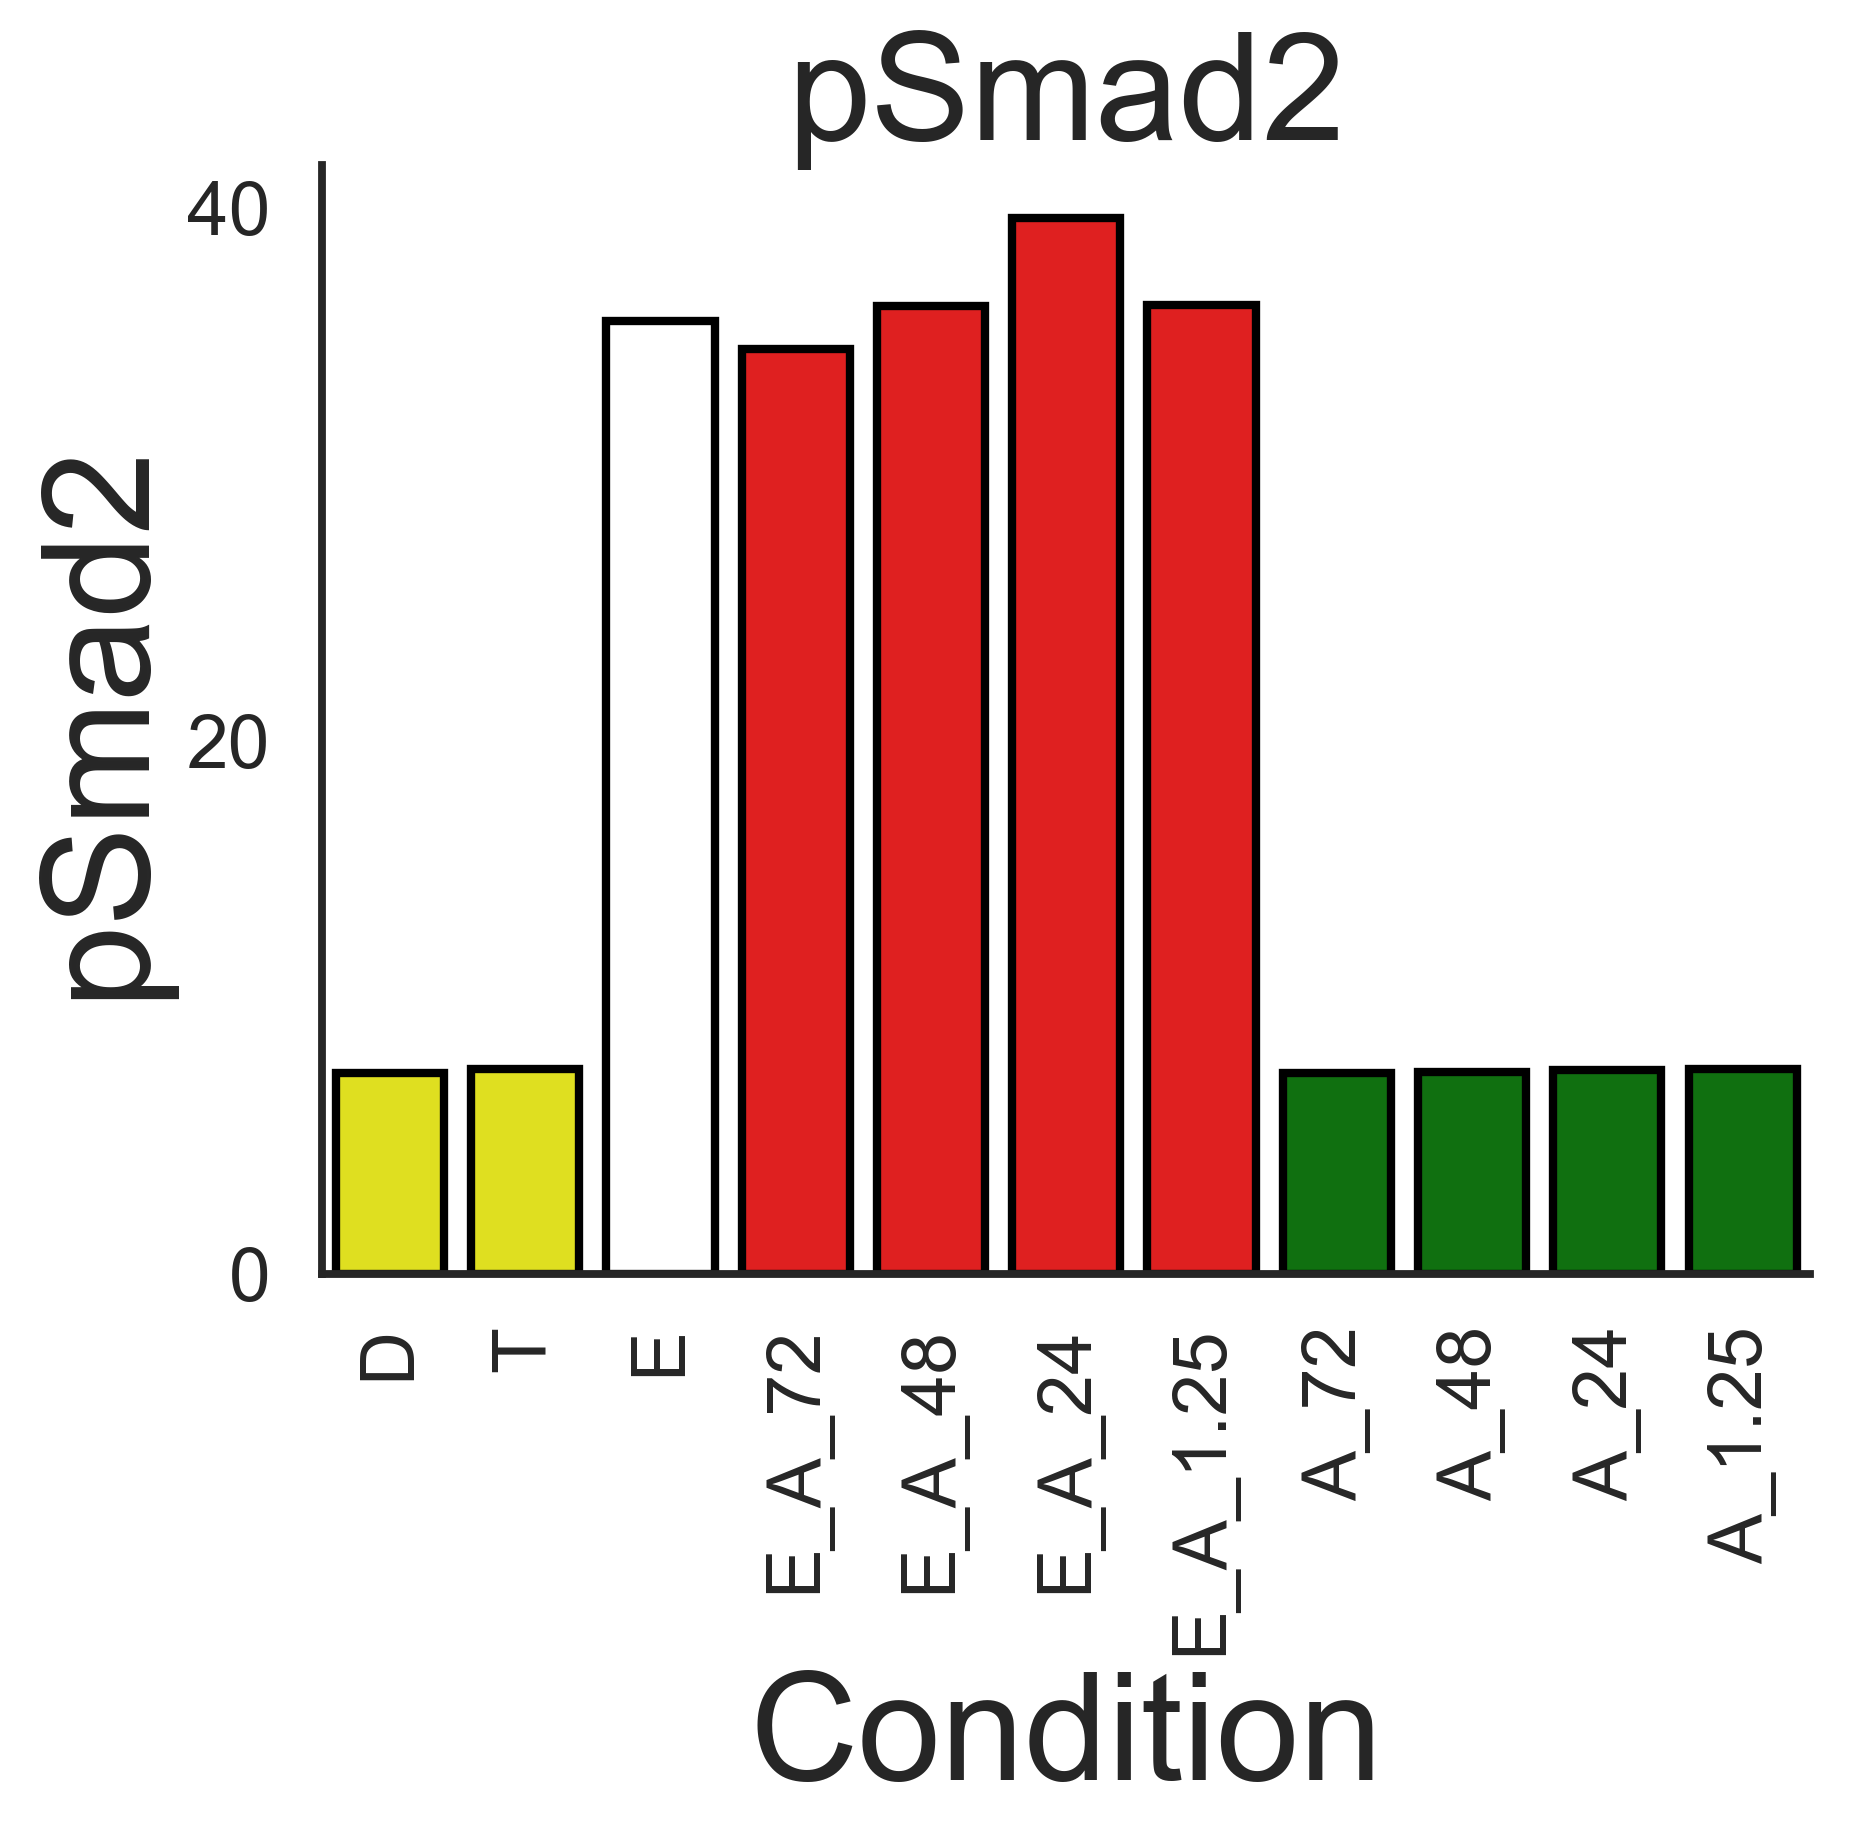 pSmad2
pSmad2
40
20
0
D
T
E
E_A_72
E_A_48
E_A_24
E_A_1.25
A_72
A_48
A_24
A_1.25
Condition